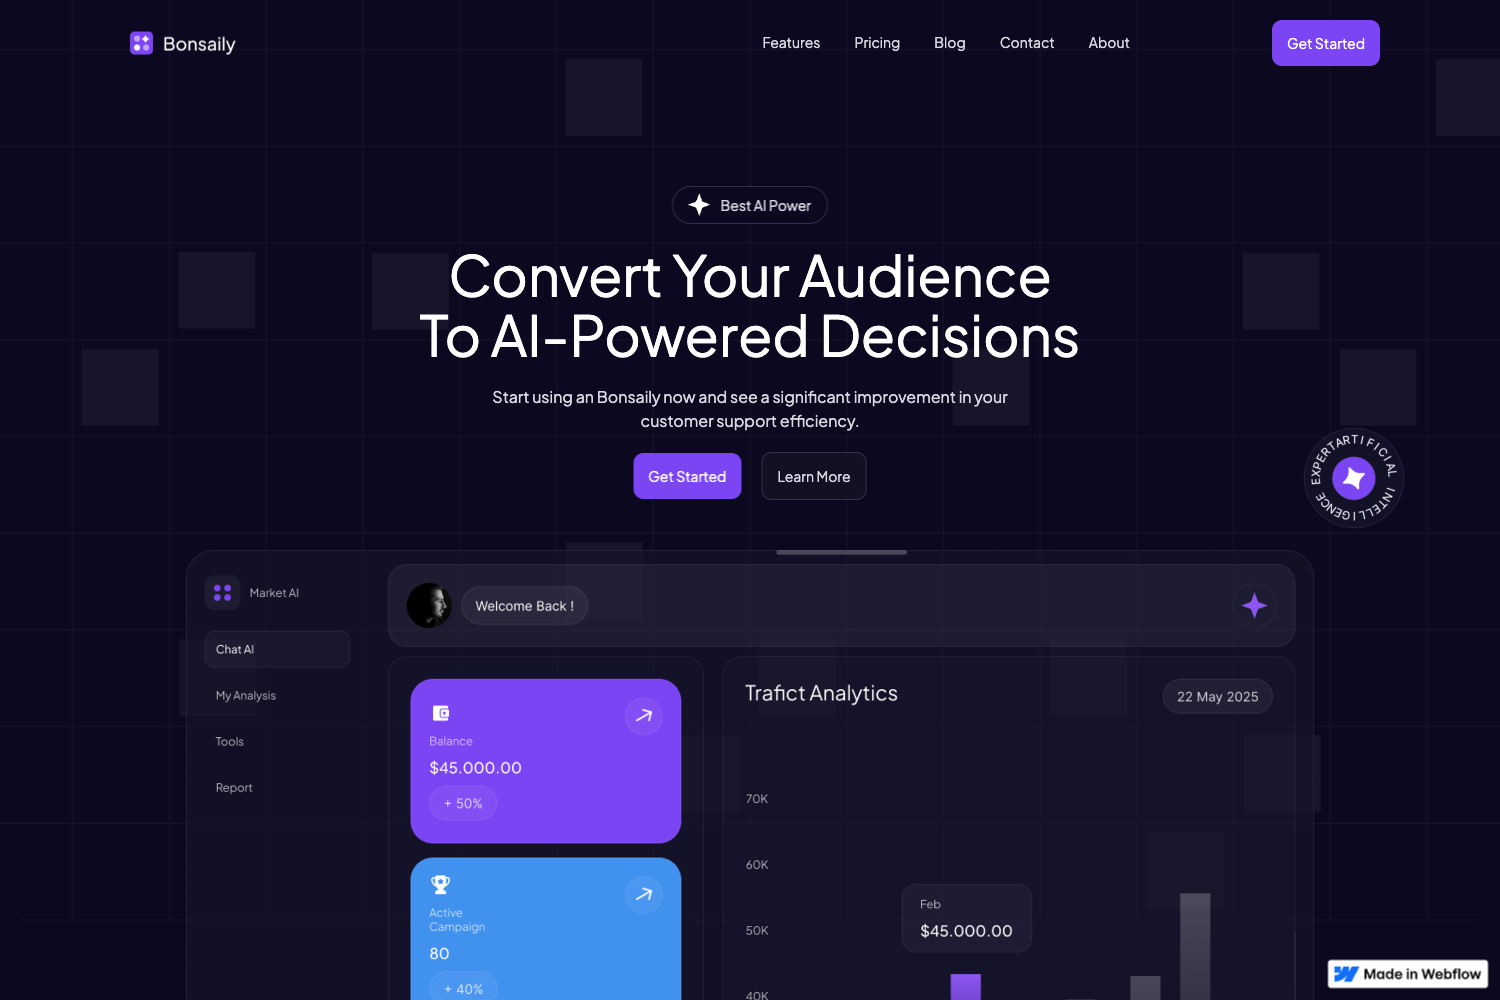 Bonsaily
Features
Pricing
Blog
Contact
About
Get Started
Best AI Power
Convert Your Audience
To AI-Powered Decisions
Start using an Bonsaily now and see a significant improvement in your
customer support efficiency.
Get Started
Learn More
EXPERT ARTIFICIAL INTELLIGENCE
Market AI
Welcome Back !
Chat AI
My Analysis
Tools
Report
Balance
$45.000.00
+ 50%
Active
Campaign
80
+ 40%
Trafict Analytics
22 May 2025
70K
60K
50K
40K
Feb
$45.000.00
Made in Webflow